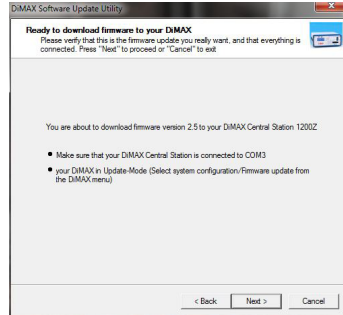 DiMAX Software Update Utility
Ready to download firmware to your DiMAX
Please verify that this is the firmware update you really want, and that everything is
connected. Press "Next" to proceed or "Cancel" to exit
You are about to download firmware version 2.5 to your DiMAX Central Station 1200Z
• Make sure that your DiMAX Central Station is connected to COM3
• your DiMAX in Update-Mode (Select system configuration/Firmware update from
the DiMAX menu)
< Back
Next >
Cancel